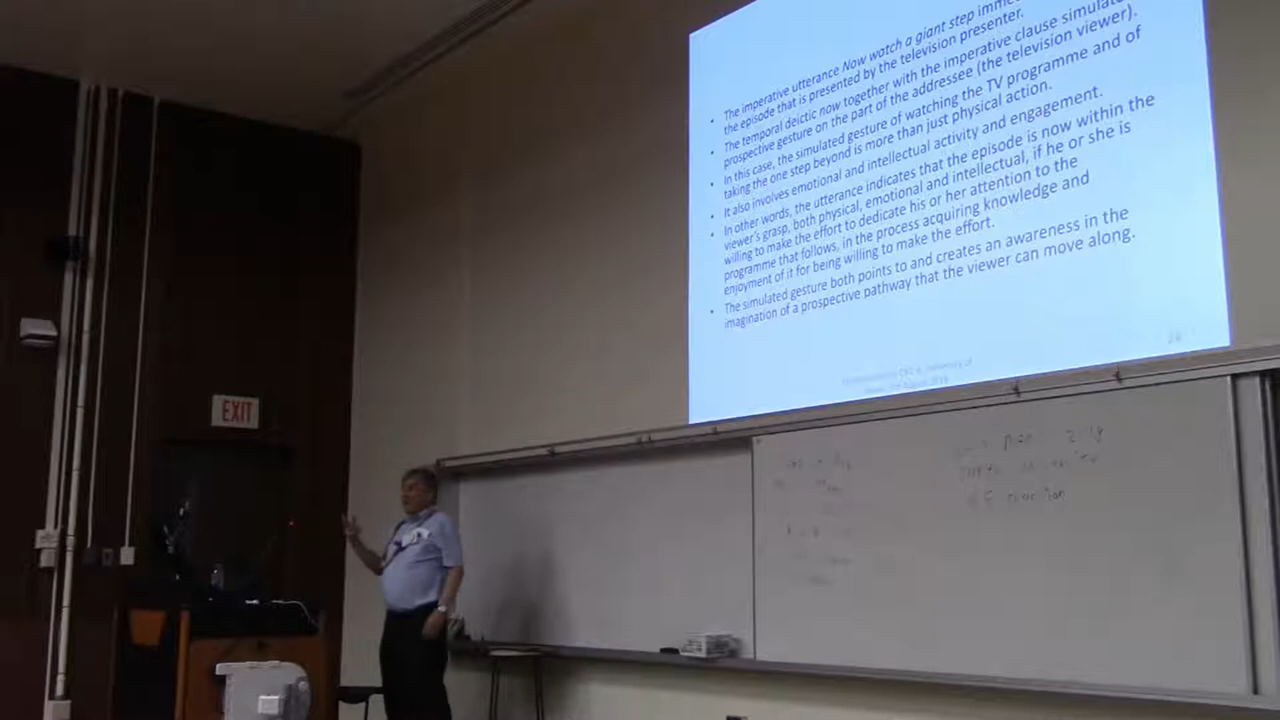 • The imperative utterance Now watch a giant step
the episode that is presented by the television presenter.
• The temporal deictic now together with the imperative clause
prospective gesture on the part of the addressee (the television viewer).
• In this case, the simulated gesture of watching the TV programme and of
taking the one step beyond is more than just physical action.
• It also involves emotional and intellectual activity and engagement.
• In other words, the utterance indicates that the episode is now within the
viewer's grasp, both physical, emotional and intellectual, if he or she is
willing to make the effort to dedicate his or her attention to the
programme that follows, in the process acquiring knowledge and
enjoyment of it for being willing to make the effort.
• The simulated gesture both points to and creates an awareness in the
imagination of a prospective pathway that the viewer can move along.
EXIT